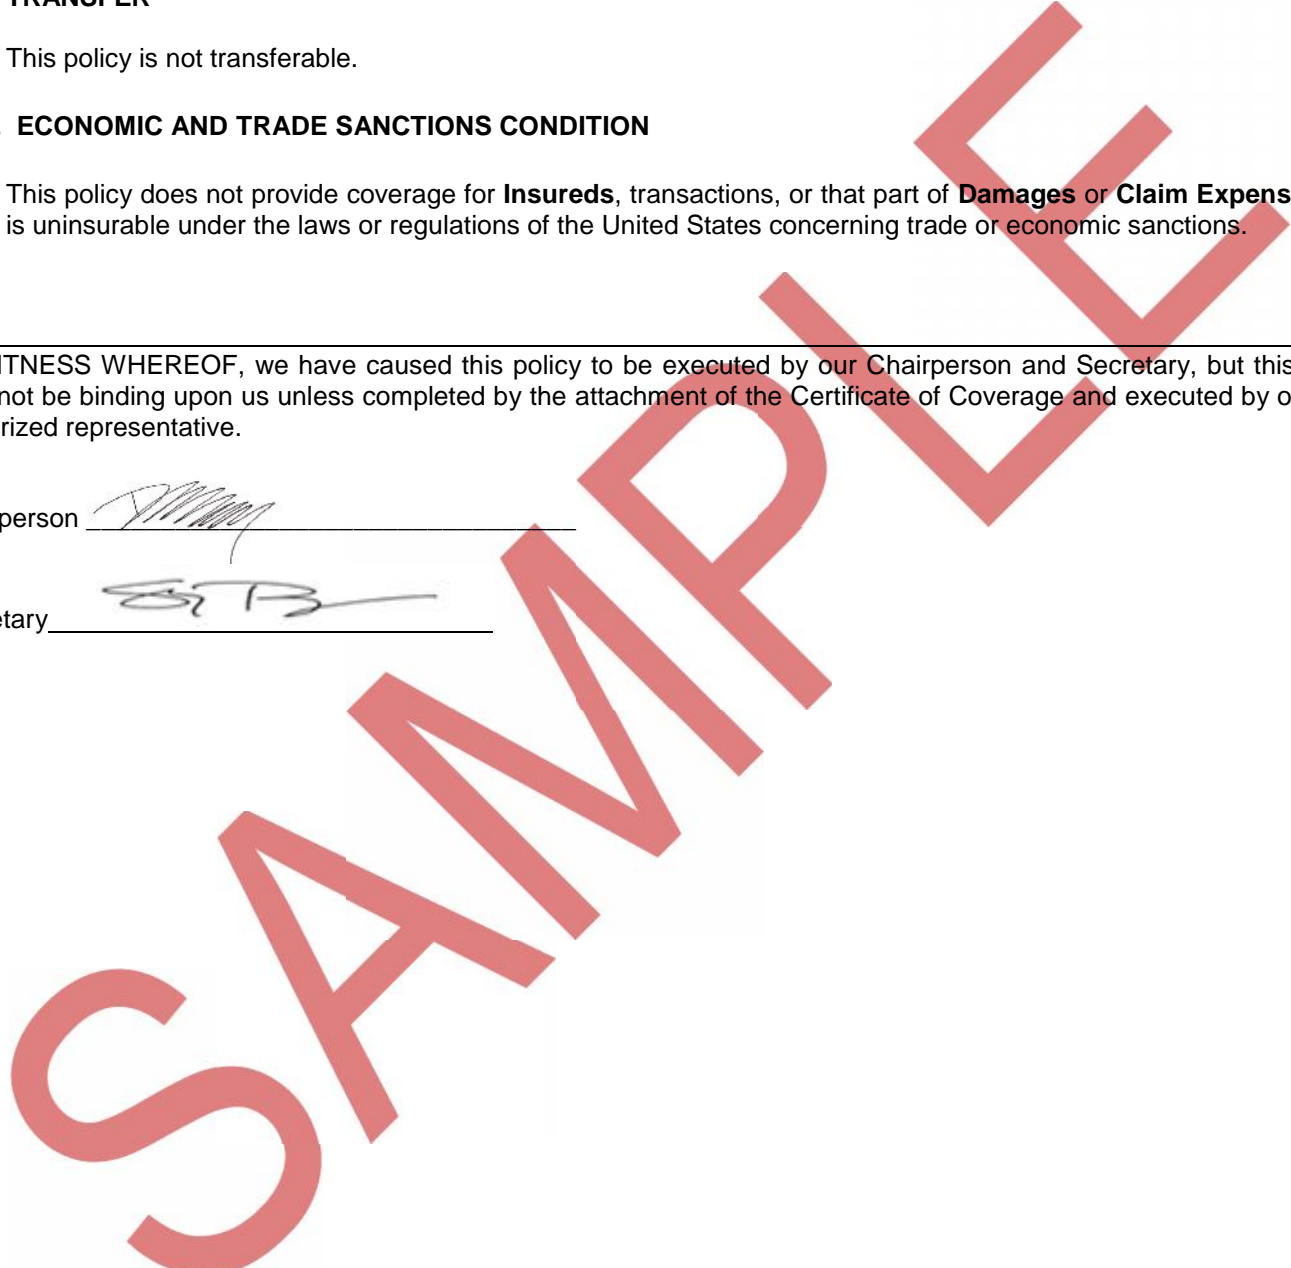 TRANSFER
This policy is not transferable.
ECONOMIC AND TRADE SANCTIONS CONDITION
This policy does not provide coverage for Insureds, transactions, or that part of Damages or Claim Expens
is uninsurable under the laws or regulations of the United States concerning trade or economic sanctions.
ITNESS WHEREOF, we have caused this policy to be executed by our Chairperson and Secretary, but this
not be binding upon us unless completed by the attachment of the Certificate of Coverage and executed by o
rized representative.
person
etary
SAMPLE